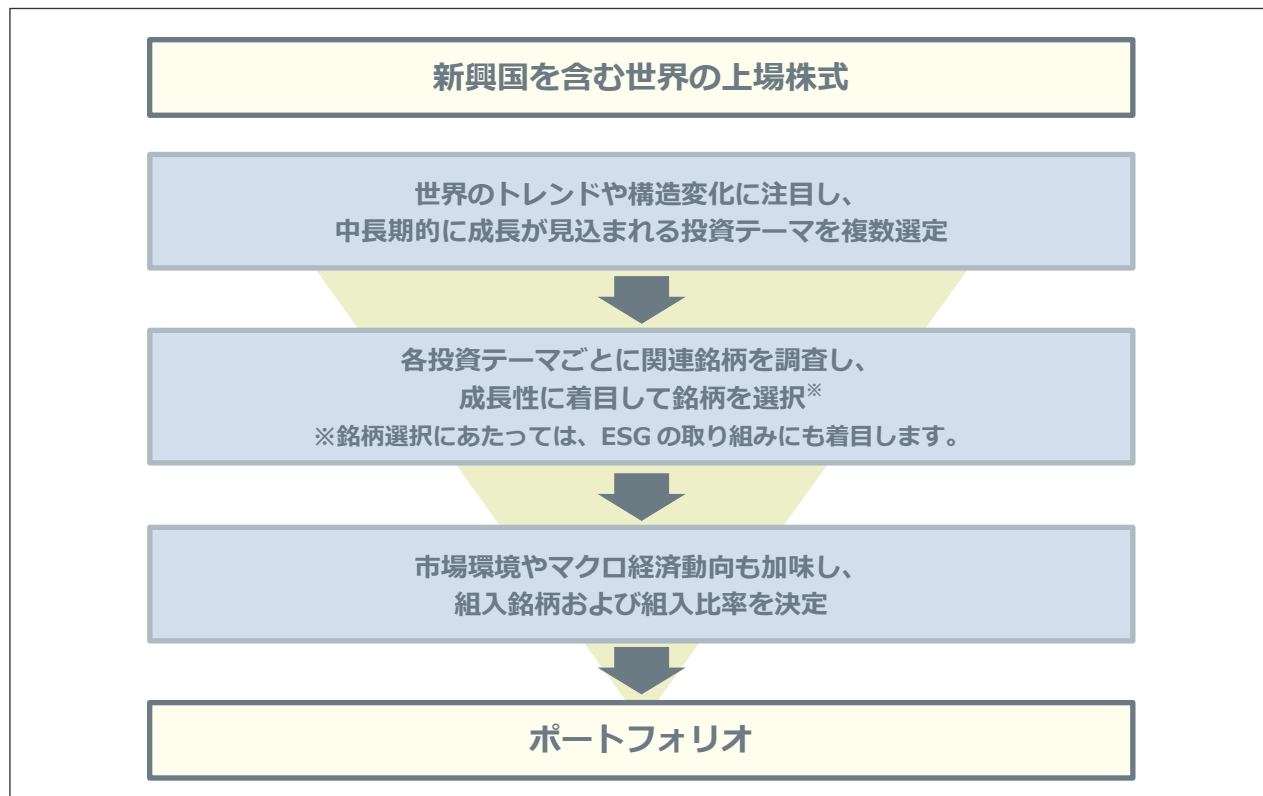 新興国を含む世界の上場株式
世界のトレンドや構造変化に注目し、
中長期的に成長が見込まれる投資テーマを複数選定
各投資テーマごとに関連銘柄を調査し、
成長性に着目して銘柄を選択※
※銘柄選択にあたっては、ESG の取り組みにも着目します。
市場環境やマクロ経済動向も加味し、
組入銘柄および組入比率を決定
ポートフォリオ